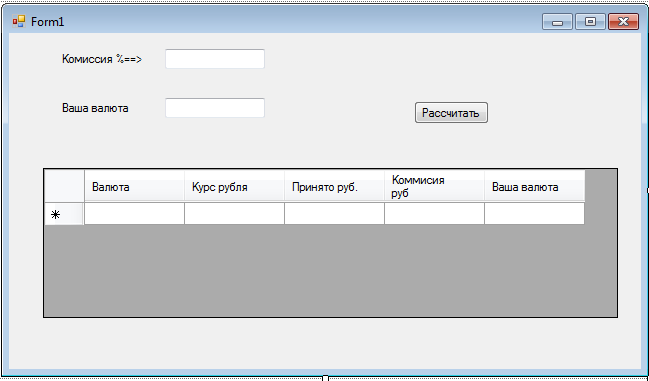 Form1
Комиссия %==>
Ваша валюта
Рассчитать
Валюта Курс рубля Принято руб. Коммисия руб Ваша валюта